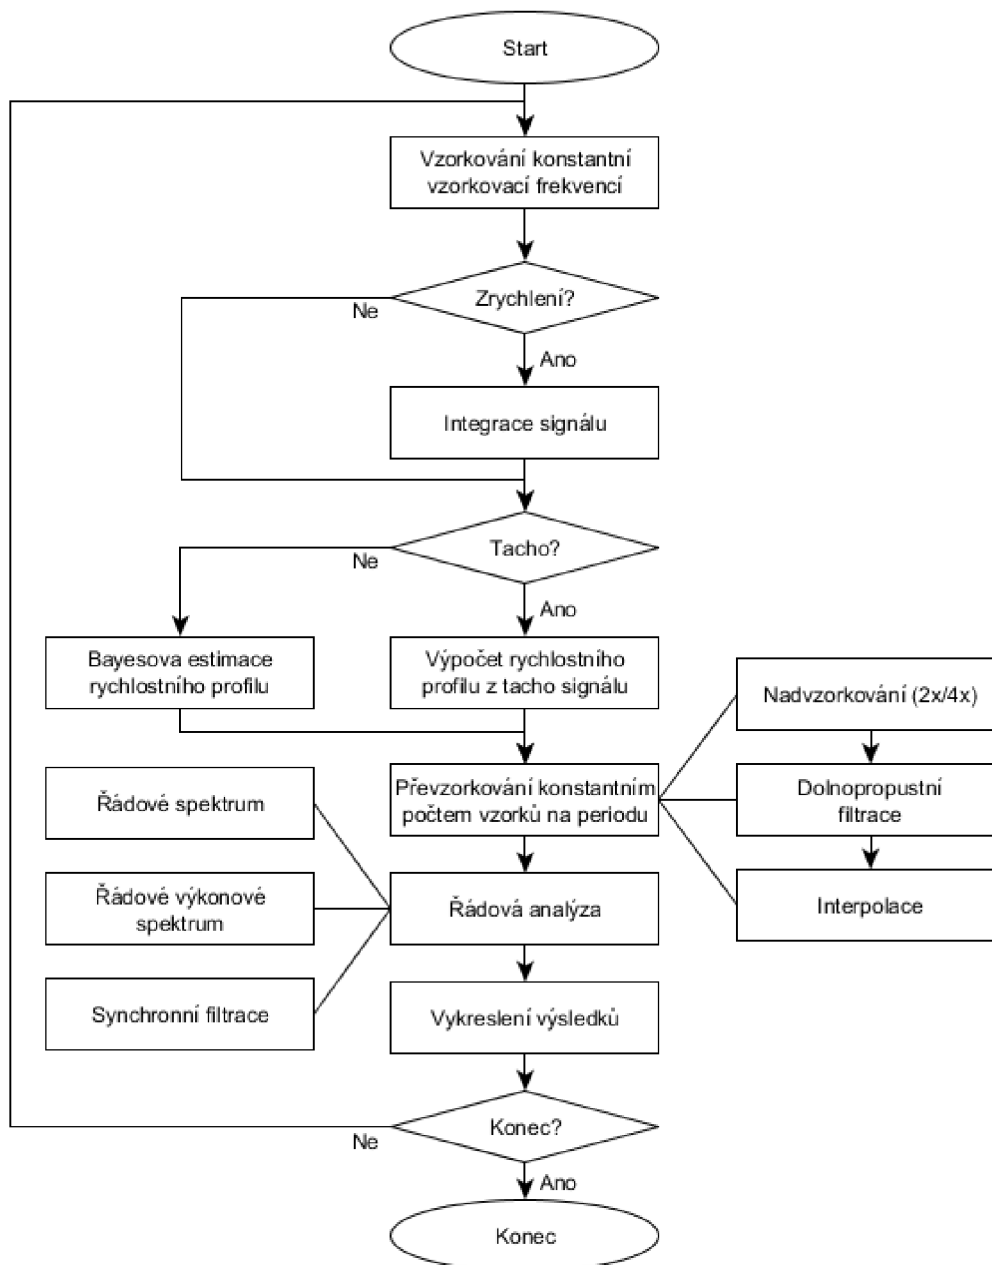 Start
Vzorkování konstantní
vzorkovací frekvencí
Zrychlení?
Ne
Ano
Integrace signálu
Tacho?
Ne
Ano
Bayesova estimace
rychlostního profilu
Výpočet rychlostního
profilu z tacho signálu
Nadvzorkování (2x/4x)
Řádové spektrum
Převzorkování konstantním
počtem vzorků na periodu
Dolnopropustní
filtrace
Řádové výkonové
spektrum
Řádová analýza
Interpolace
Synchronní filtrace
Vykreslení výsledků
Konec?
Ne
Ano
Konec